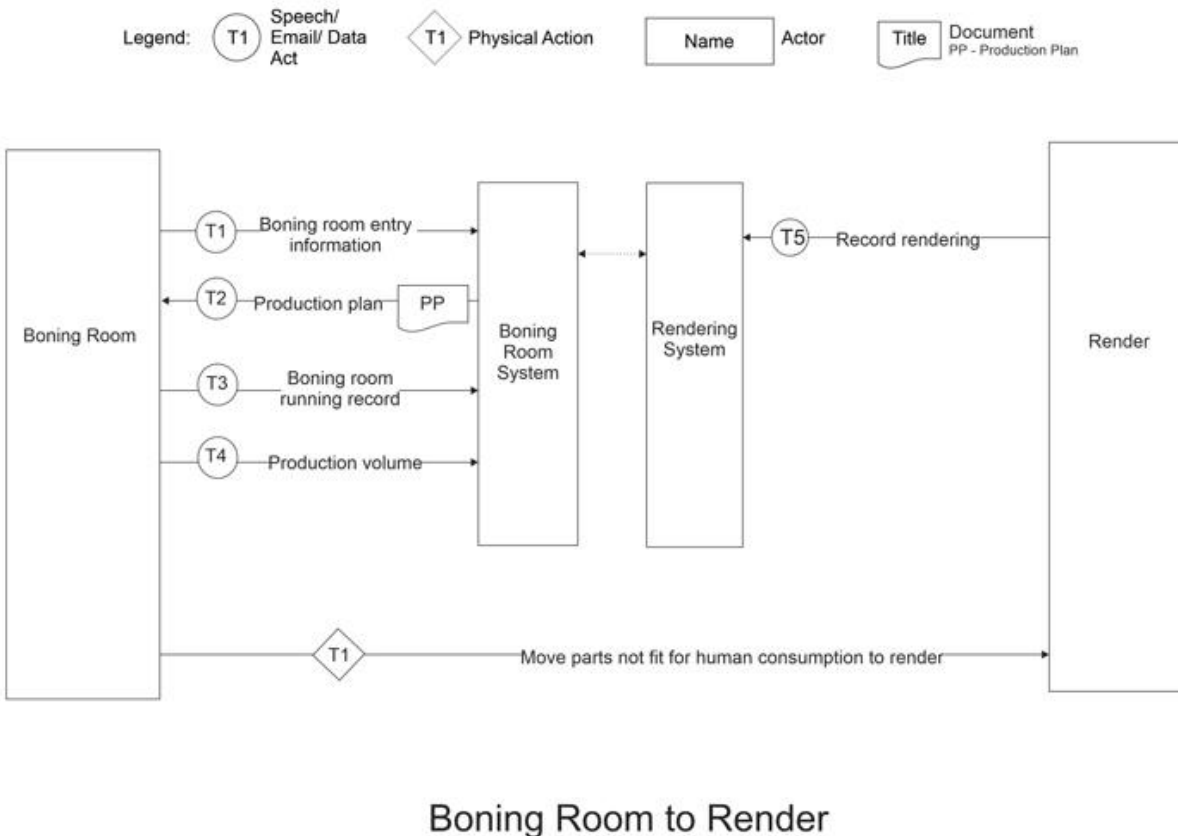 Legend:
T1
Speech/
Email/ Data
Act
T1
Physical Action
Name
Actor
Title
Document
PP - Production Plan
Boning Room
T1
Boning room entry
information
T2
Production plan
PP
T3
Boning room
running record
T4
Production volume
Boning
Room
System
Rendering
System
T5
Record rendering
Render
T1
Move parts not fit for human consumption to render
Boning Room to Render